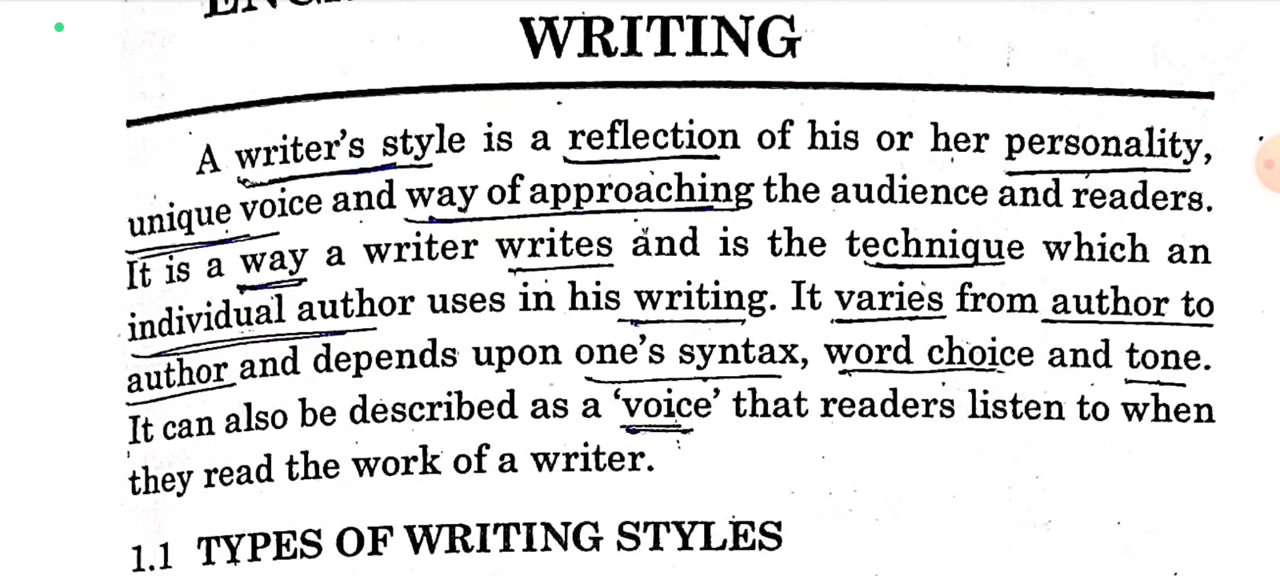 WRITING
A writer's style is a reflection of his or her personality,
unique voice and way of approaching the audience and readers.
It is a way a writer writes and is the technique which an
individual author uses in his writing. It varies from author to
author and depends upon one's syntax, word choice and tone.
It can also be described as a 'voice' that readers listen to when
they read the work of a writer.
1.1 TYPES OF WRITING STYLES